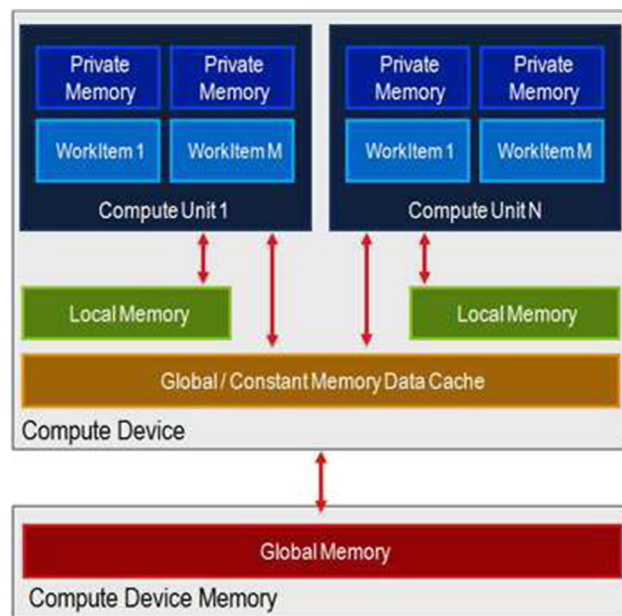 Private Memory
Private Memory
Private Memory
Private Memory
WorkItem 1
WorkItem M
WorkItem 1
WorkItem M
Compute Unit 1
Compute Unit N
Local Memory
Local Memory
Global / Constant Memory Data Cache
Compute Device
Global Memory
Compute Device Memory